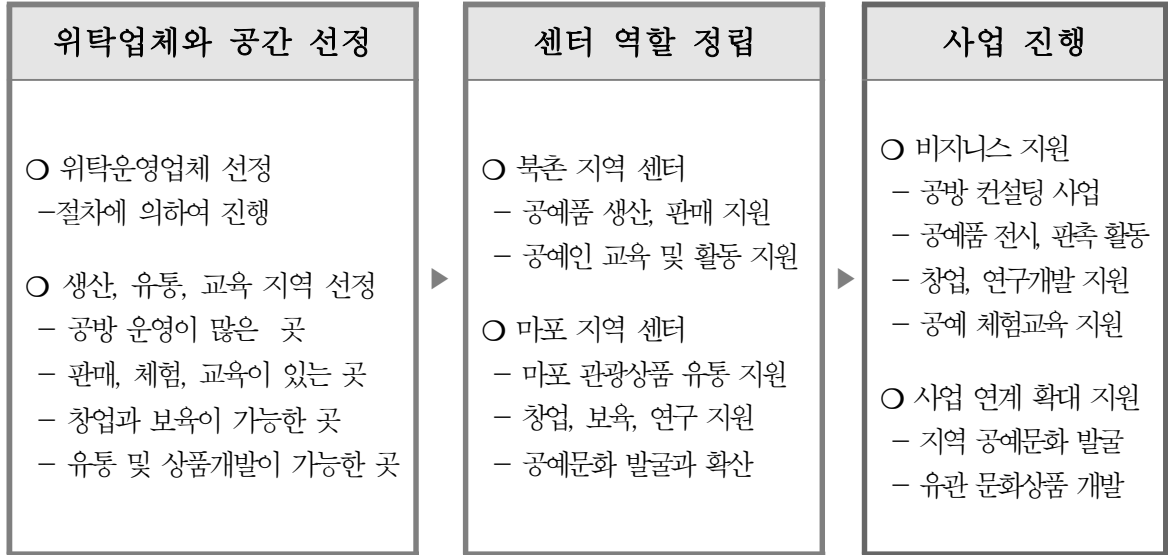 위탁업체와 공간 선정
❍ 위탁운영업체 선정
-절차에 의하여 진행
❍ 생산, 유통, 교육 지역 선정
- 공방 운영이 많은 곳
- 판매, 체험, 교육이 있는 곳
- 창업과 보육이 가능한 곳
- 유통 및 상품개발이 가능한 곳
▶
센터 역할 정립
❍ 북촌 지역 센터
- 공예품 생산, 판매 지원
- 공예인 교육 및 활동 지원
❍ 마포 지역 센터
- 마포 관광상품 유통 지원
- 창업, 보육, 연구 지원
- 공예문화 발굴과 확산
▶
사업 진행
❍ 비지니스 지원
- 공방 컨설팅 사업
- 공예품 전시, 판촉 활동
- 창업, 연구개발 지원
- 공예 체험교육 지원
❍ 사업 연계 확대 지원
- 지역 공예문화 발굴
- 유관 문화상품 개발